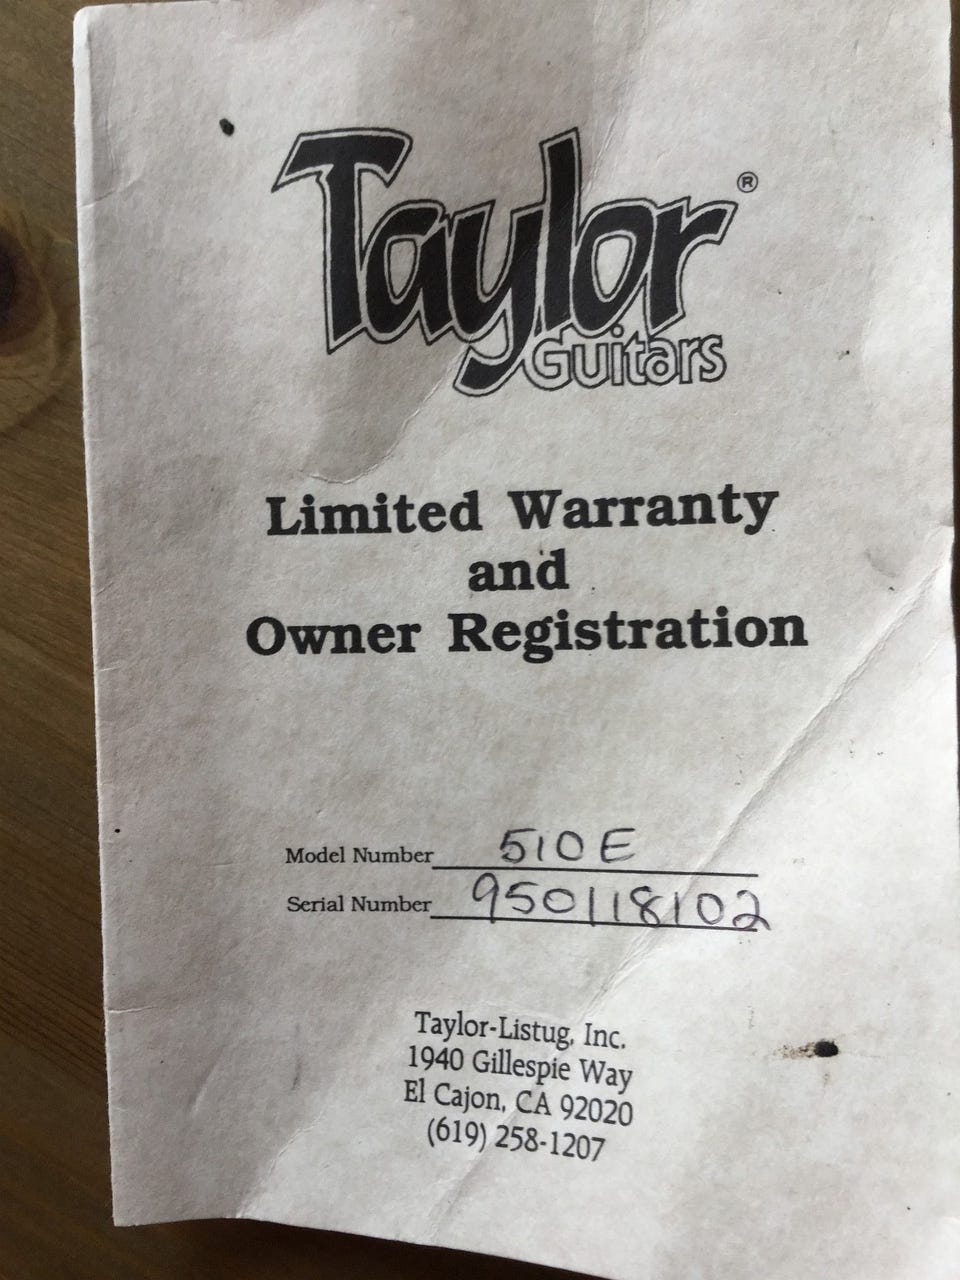 Taylor®
Guitars
Limited Warranty
and
Owner Registration
Model Number 510E
Serial Number 950118102
Taylor-Listug, Inc.
1940 Gillespie Way
El Cajon, CA 92020
(619) 258-1207